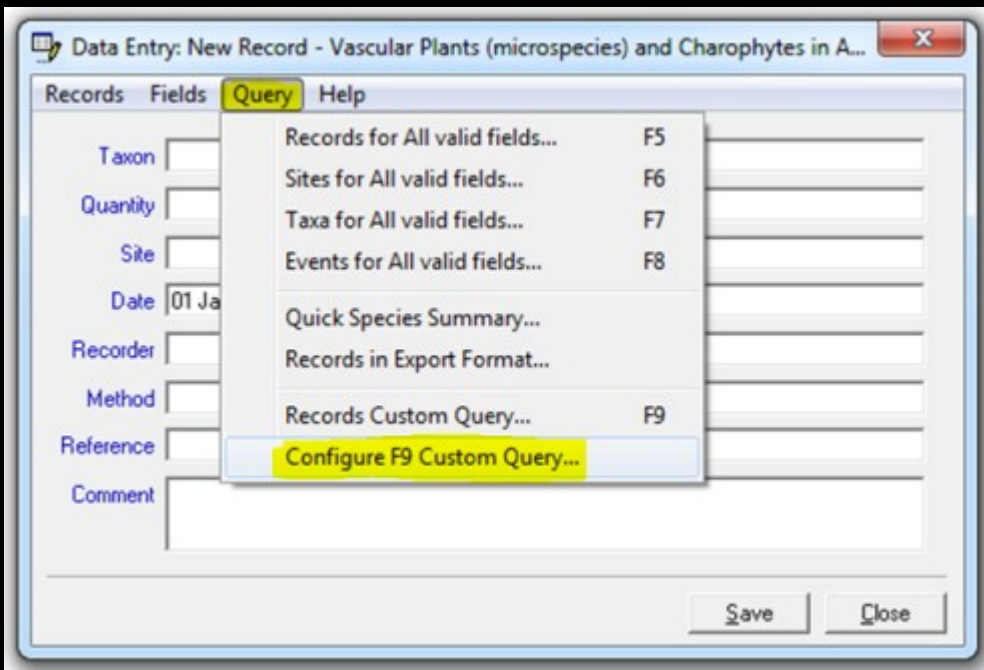 Data Entry: New Record - Vascular Plants (microspecies) and Charophytes in A...
Records Fields Query Help
Records for All valid fields... F5
Taxon
Sites for All valid fields... F6
Quantity
Taxa for All valid fields... F7
Site
Events for All valid fields... F8
Date 01 Ja
Quick Species Summary...
Recorder
Records in Export Format...
Method
Records Custom Query... F9
Reference
Configure F9 Custom Query...
Comment
Save Close